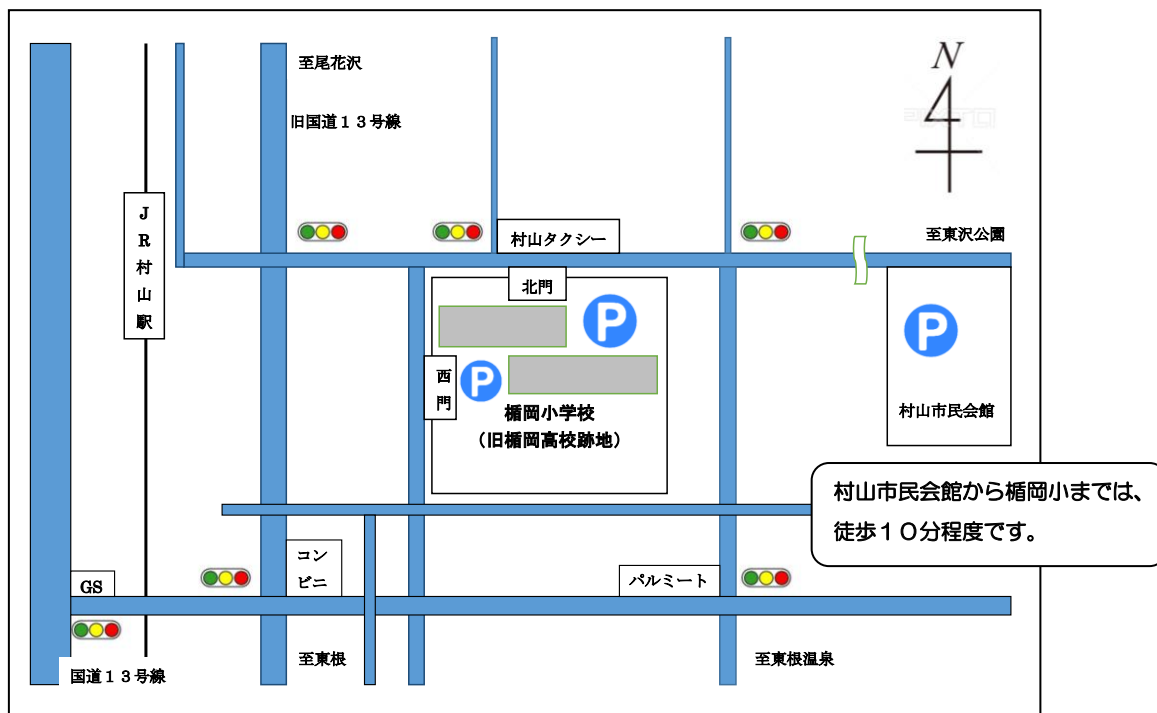 至尾花沢
N
旧国道１３号線
ＪＲ村山駅
村山タクシー
至東沢公園
北門
P
P
西門
P
楯岡小学校
（旧楯岡高校跡地）
村山市民会館
村山市民会館から楯岡小までは、
徒歩１０分程度です。
コン
ビニ
GS
パルミート
国道１３号線
至東根
至東根温泉